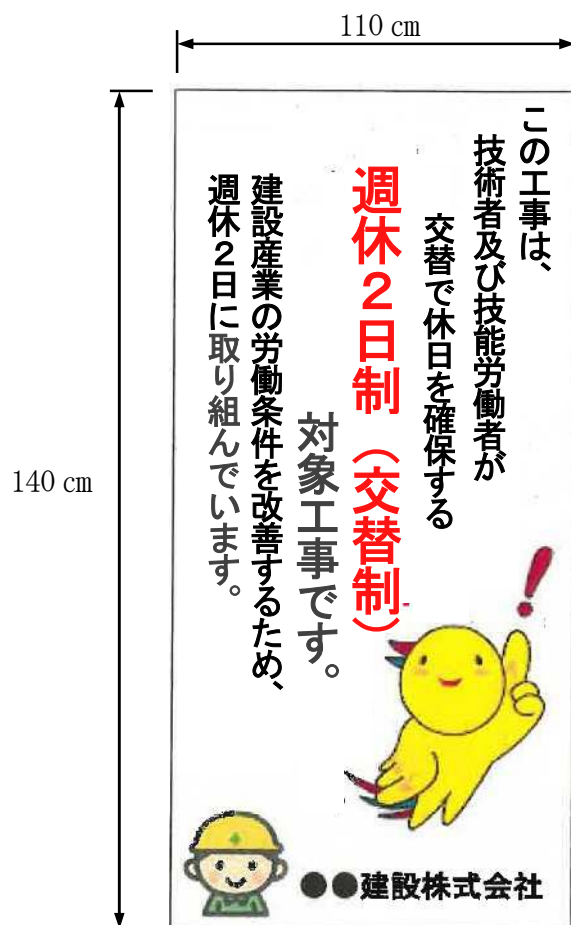 110 cm
140 cm
この工事は、
技術者及び技能労働者が
交替で休日を確保する
週休２日制（交替制）
対象工事です。
建設産業の労働条件を改善するため、
週休２日に取り組んでいます。
●●建設株式会社